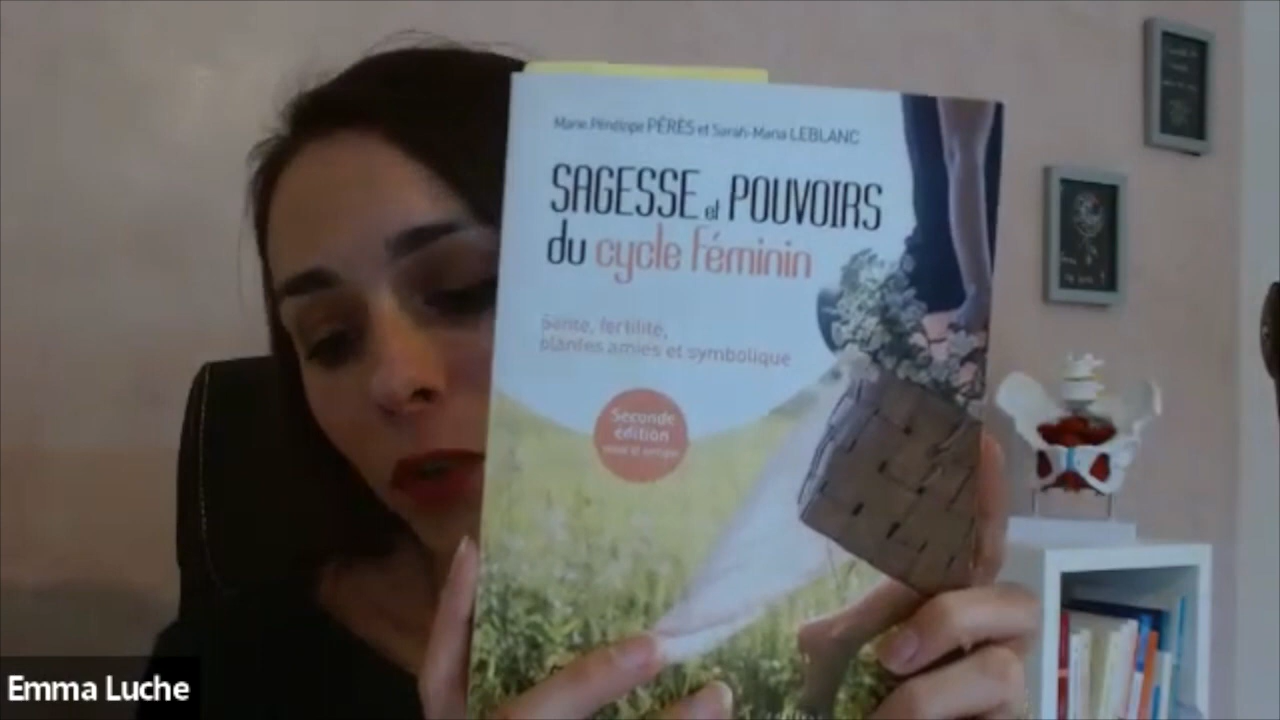 Marie Pénélope PÉRÈS et Sarah-Maria LEBLANC
SAGESSE et POUVOIRS
du cycle féminin
Santé, fertilité,
plantes amies et symbolique
Seconde
édition
Emma Luche